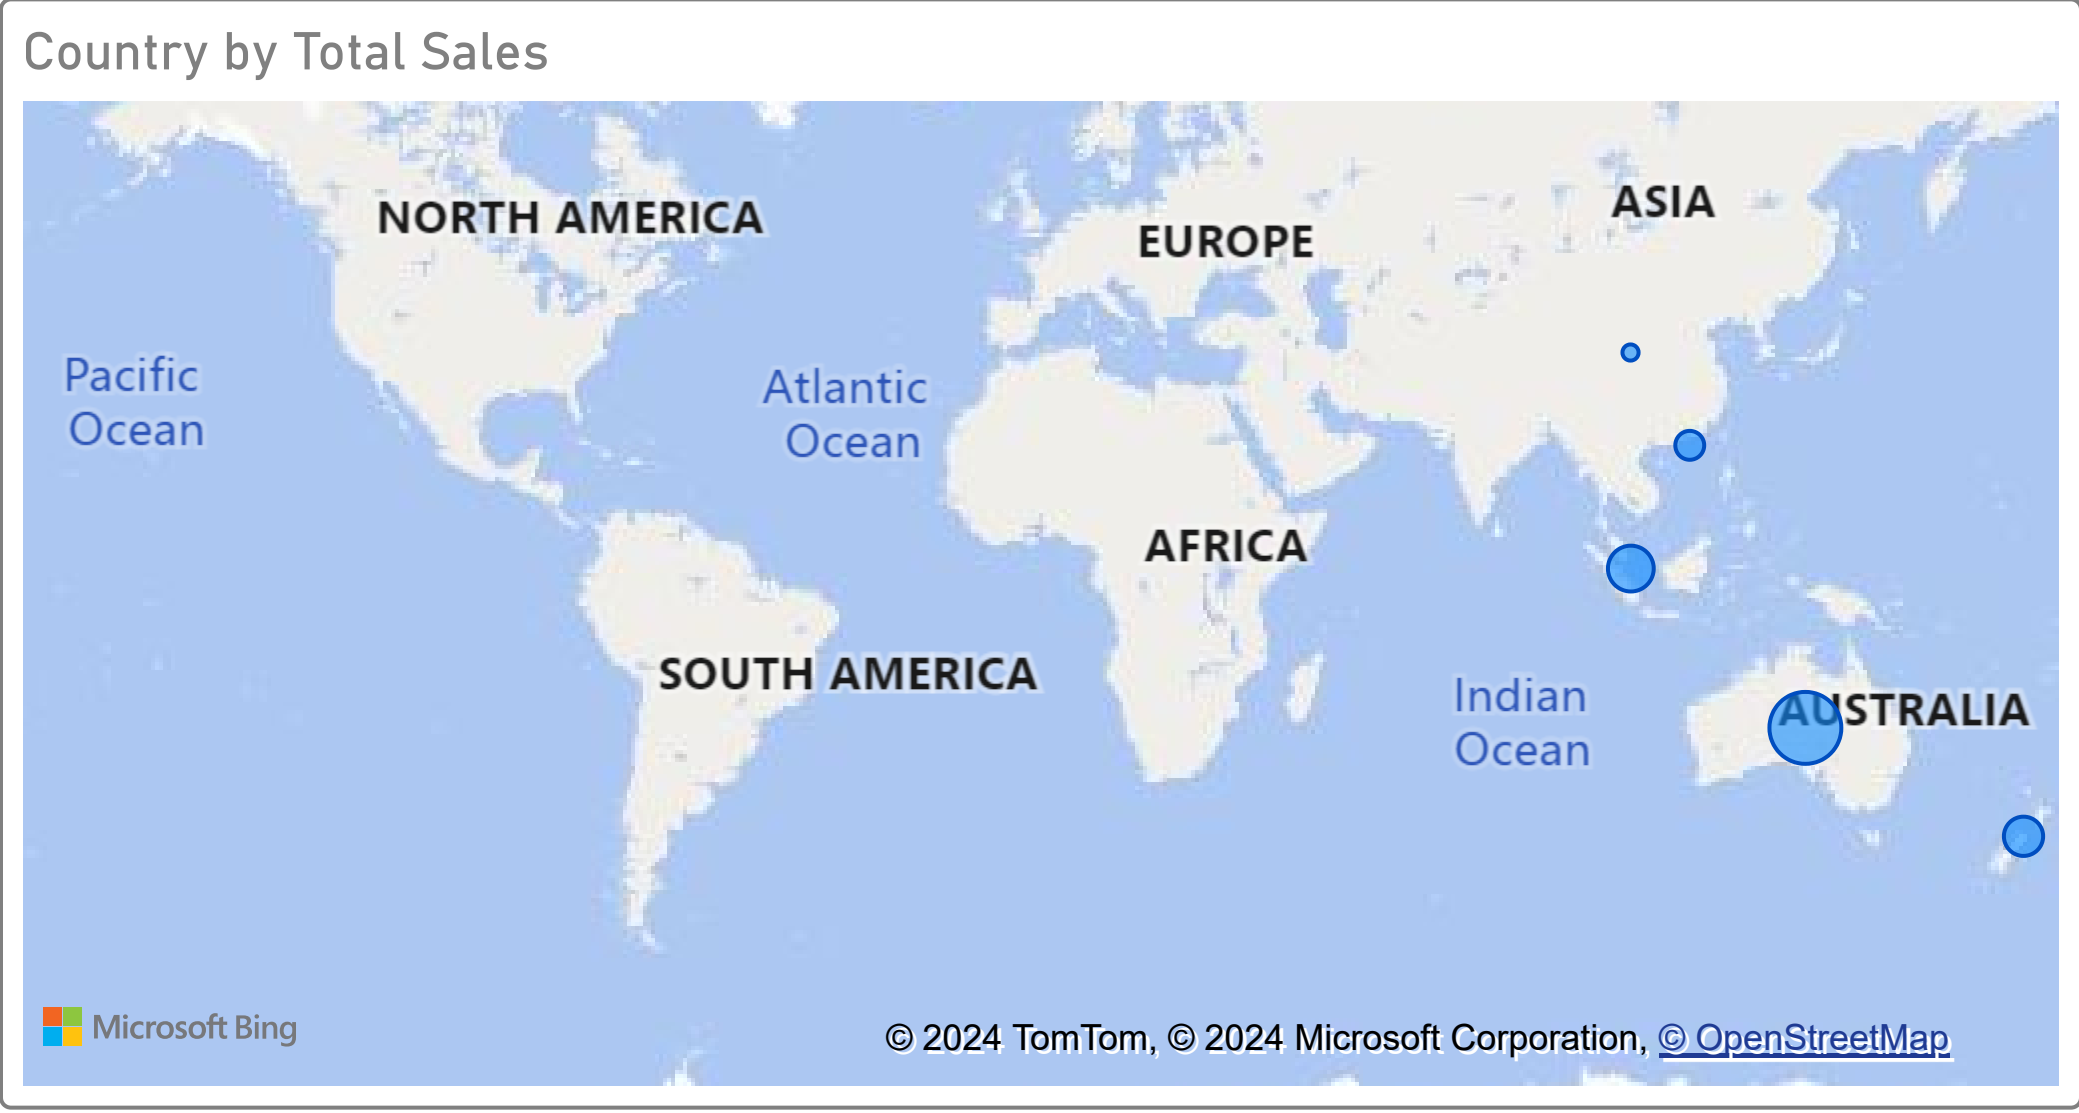 Country by Total Sales
NORTH AMERICA
ASIA
EUROPE
Pacific
Ocean
Atlantic
Ocean
AFRICA
SOUTH AMERICA
Indian
Ocean
AUSTRALIA
Microsoft Bing
© 2024 TomTom, © 2024 Microsoft Corporation, © OpenStreetMap